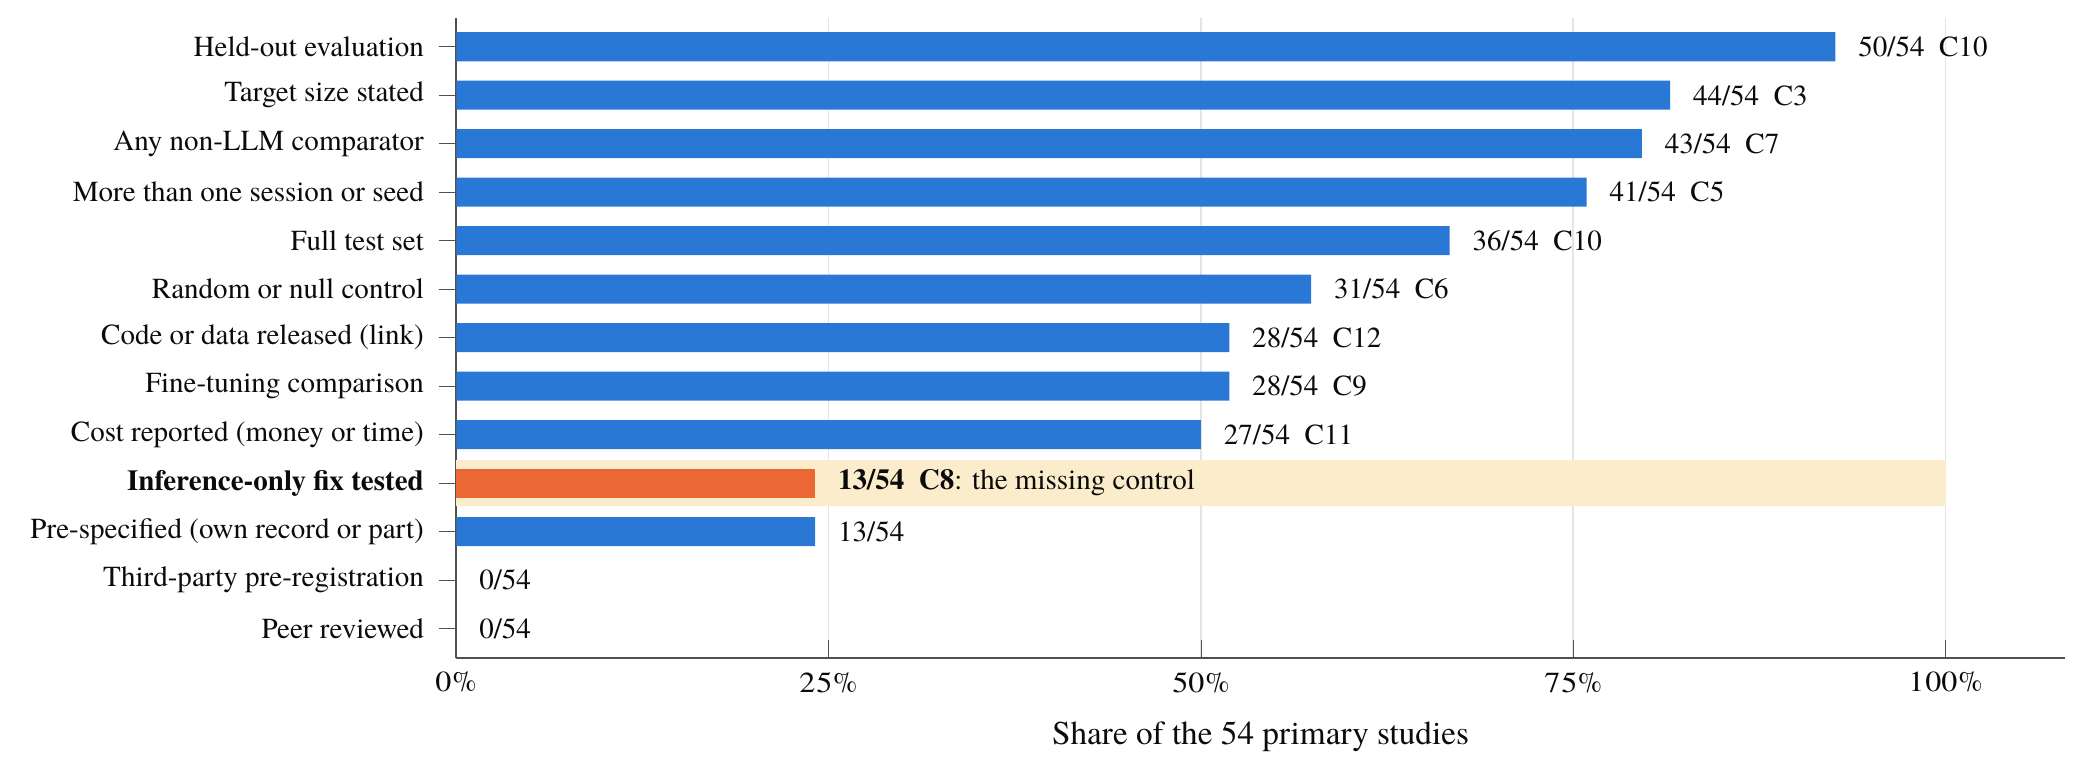 Held-out evaluation 50/54 C10
Target size stated 44/54 C3
Any non-LLM comparator 43/54 C7
More than one session or seed 41/54 C5
Full test set 36/54 C10
Random or null control 31/54 C6
Code or data released (link) 28/54 C12
Fine-tuning comparison 28/54 C9
Cost reported (money or time) 27/54 C11
Inference-only fix tested 13/54 C8: the missing control
Pre-specified (own record or part) 13/54
Third-party pre-registration 0/54
Peer reviewed 0/54
0% 25% 50% 75% 100%
Share of the 54 primary studies